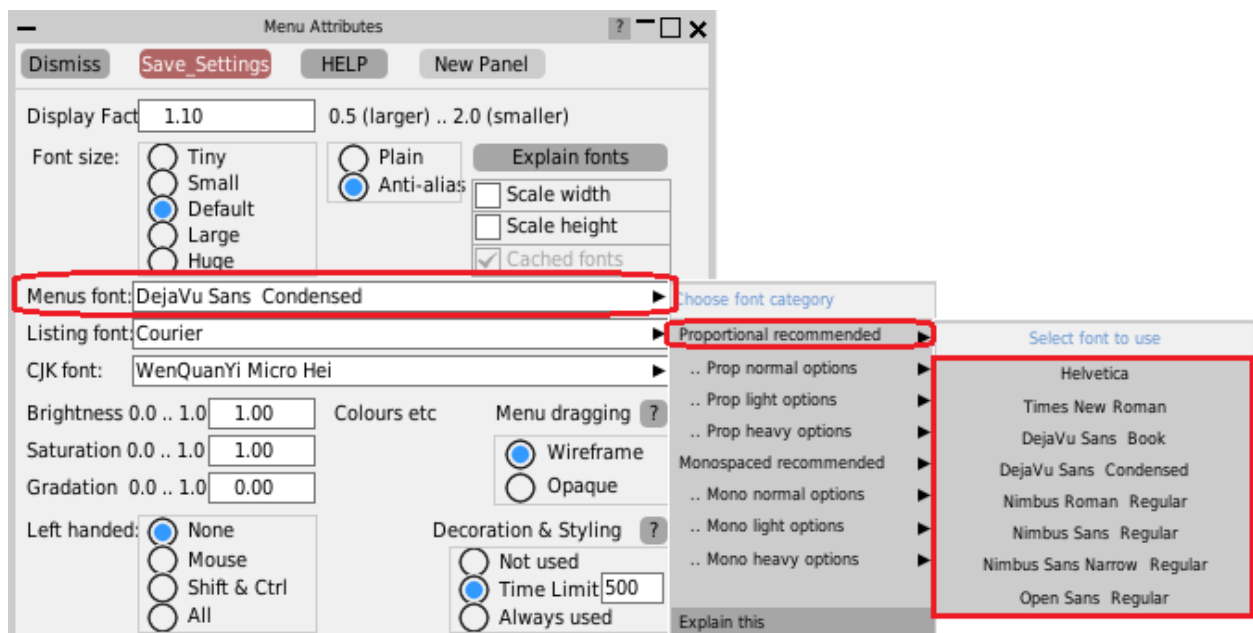 Menu Attributes ?
Dismiss Save_Settings HELP New Panel
Display Fact 1.10 0.5 (larger) .. 2.0 (smaller)
Font size: Tiny Plain Explain fonts
Small Anti-alias Scale width
Default
Large Scale height
Huge Cached fonts
Menus font: DejaVu Sans Condensed
Listing font: Courier
CJK font: WenQuanYi Micro Hei
Brightness 0.0 .. 1.0 1.00 Colours etc Menu dragging ?
Saturation 0.0 .. 1.0 1.00 Wireframe
Gradation 0.0 .. 1.0 0.00 Opaque
Left handed: None Decoration & Styling ?
Mouse Not used
Shift & Ctrl Time Limit 500
All Always used
Choose font category
Proportional recommended
.. Prop normal options
.. Prop light options
.. Prop heavy options
Monospaced recommended
.. Mono normal options
.. Mono light options
.. Mono heavy options
Explain this
Select font to use
Helvetica
Times New Roman
DejaVu Sans Book
DejaVu Sans Condensed
Nimbus Roman Regular
Nimbus Sans Regular
Nimbus Sans Narrow Regular
Open Sans Regular